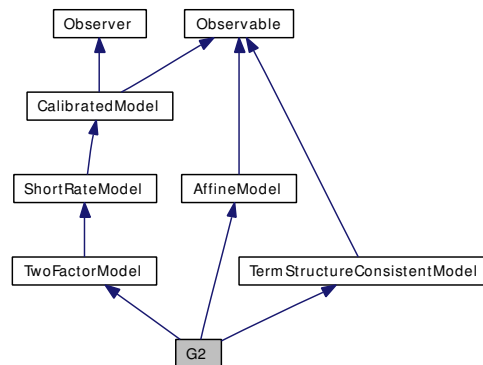 Observer
Observable
CalibratedModel
ShortRateModel
AffineModel
TwoFactorModel
TermStructureConsistentModel
G2